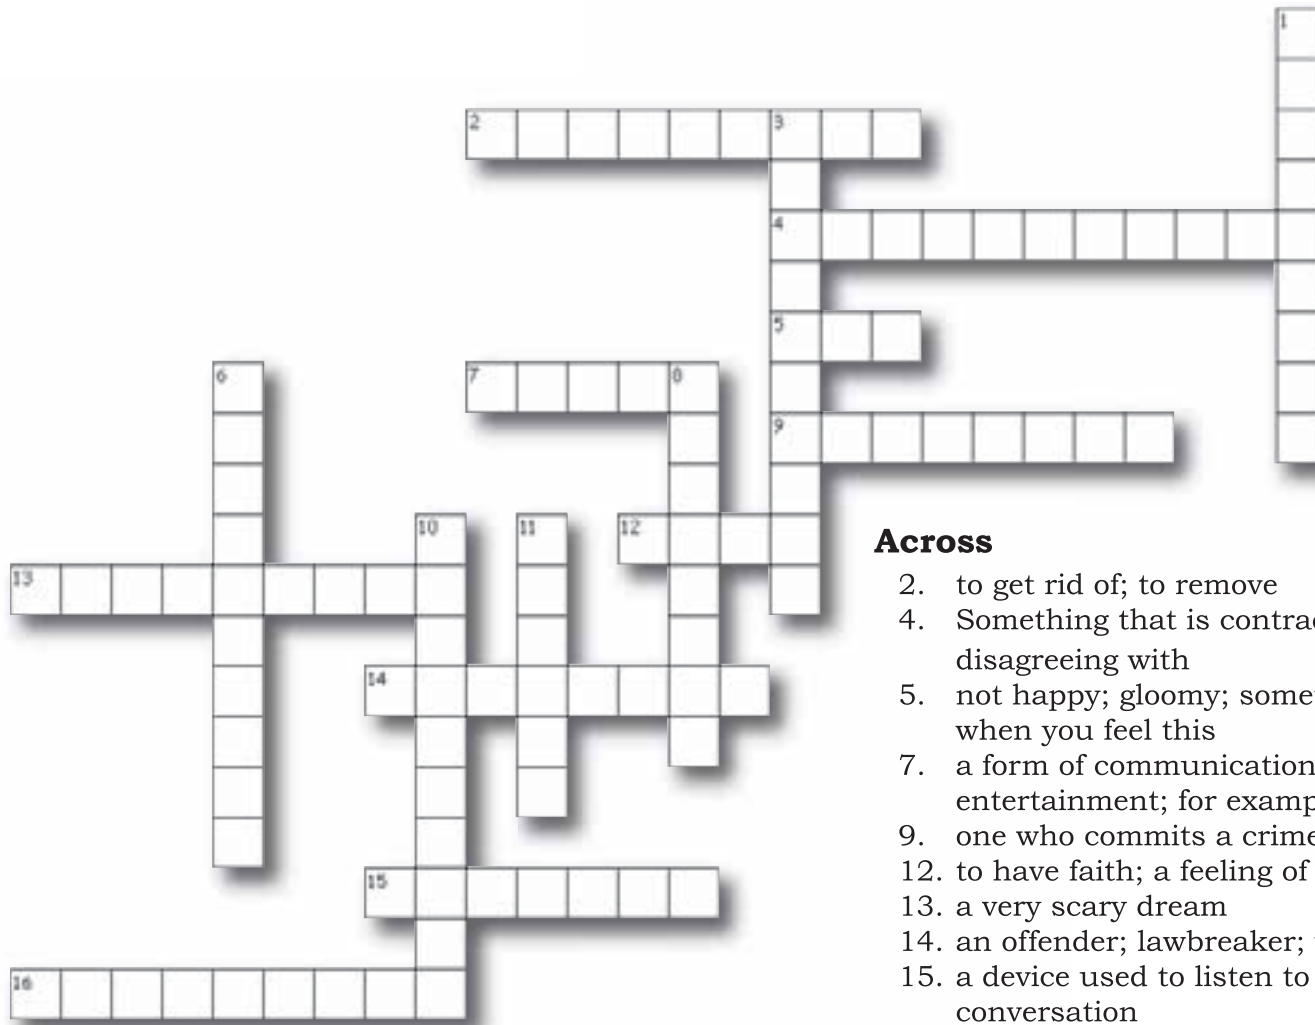 1
2 3
4
5
6 7 8
9
10 11 12
13
14
15
16
Across
2. to get rid of; to remove
4. Something that is
disagreeing with
5. not happy; gloomy;
when you feel this
7. a form of communication
entertainment; for
9. one who commits a crime
12. to have faith; a feeling of
13. a very scary dream
14. an offender; lawbreaker;
15. a device used to listen to
conversation